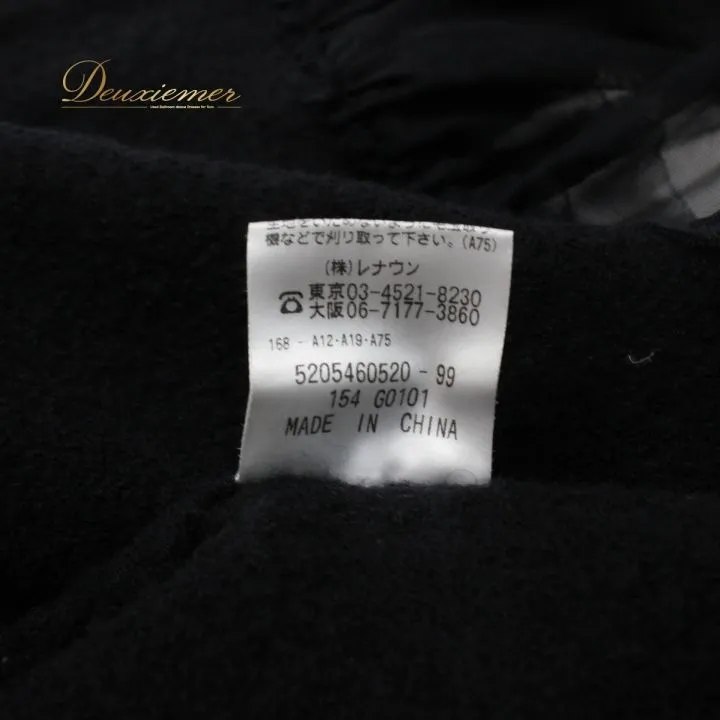 Deuxiemer
機などで刈り取って下さい。(A75)
(株)レナウン
☎東京03-4521-8230
大阪06-7177-3860
168 - A12・A19・A75
5205460520 - 99
154 G0101
MADE IN CHINA